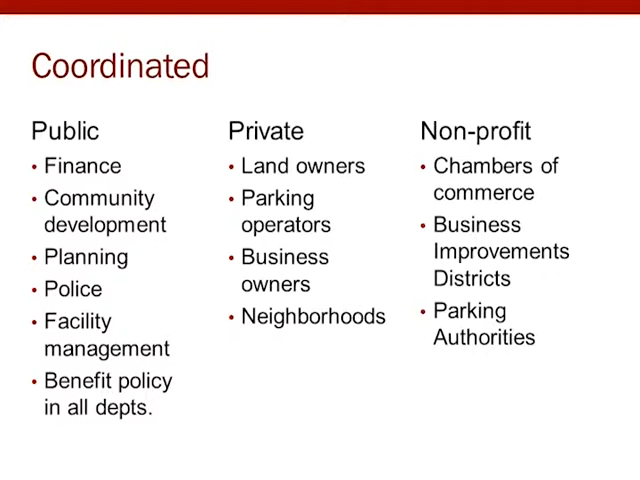 Coordinated
Public
• Finance
• Community
development
• Planning
• Police
• Facility
management
• Benefit policy
in all depts.
Private
• Land owners
• Parking
operators
• Business
owners
• Neighborhoods
Non-profit
• Chambers of
commerce
• Business
Improvements
Districts
• Parking
Authorities